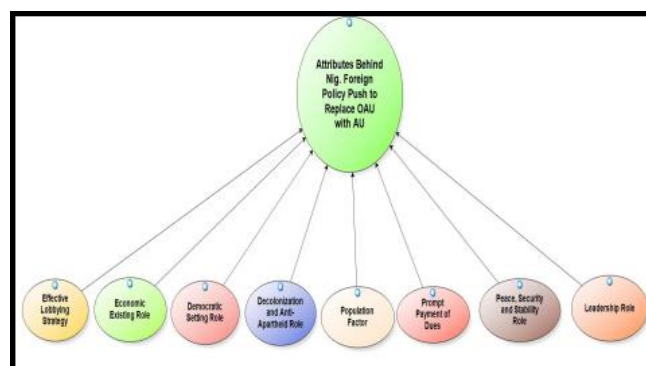 Attributes Behind
Nig. Foreign
Policy Push to
Replace OAU
with AU
Effective
Lobbying
Strategy
Economic
Existing Role
Democratic
Setting Role
Decolonization
and Anti-
Apartheid Role
Population
Factor
Prompt
Payment of
Dues
Peace, Security
and Stability
Role
Leadership Role